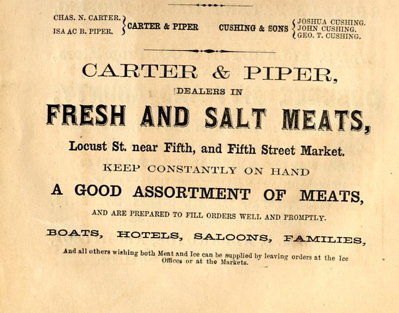 CHAS. N. CARTER.
ISAAC B. PIPER.
CARTER & PIPER
CUSHING & SONS
JOSHUA CUSHING.
JOHN CUSHING.
GEO. T. CUSHING.
CARTER & PIPER,
DEALERS IN
FRESH AND SALT MEATS,
Locust St. near Fifth, and Fifth Street Market.
KEEP CONSTANTLY ON HAND
A GOOD ASSORTMENT OF MEATS,
AND ARE PREPARED TO FILL ORDERS WELL AND PROMPTLY.
BOATS, HOTELS, SALOONS, FAMILIES,
And all others wishing both Meat and Ice can be supplied by leaving orders at the Ice
Offices or at the Markets.